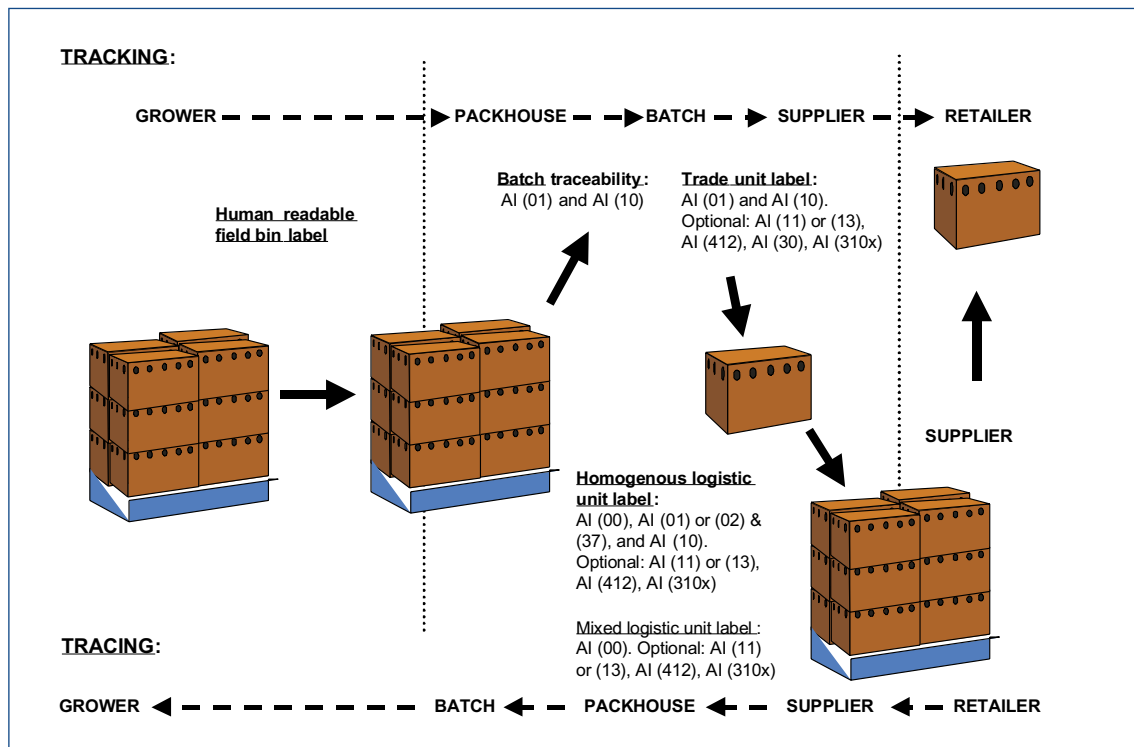 TRACKING:
GROWER PACKHOUSE BATCH SUPPLIER RETAILER
Human readable
field bin label
Batch traceability:
AI (01) and AI (10)
Trade unit label:
AI (01) and AI (10).
Optional: AI (11) or (13),
AI (412), AI (30), AI (310x)
SUPPLIER
Homogenous logistic
unit label:
AI (00), AI (01) or (02) &
(37), and AI (10).
Optional: AI (11) or (13),
AI (412), AI (310x)
Mixed logistic unit label:
AI (00). Optional: AI (11)
or (13), AI (412), AI (310x)
TRACING:
GROWER BATCH PACKHOUSE SUPPLIER RETAILER